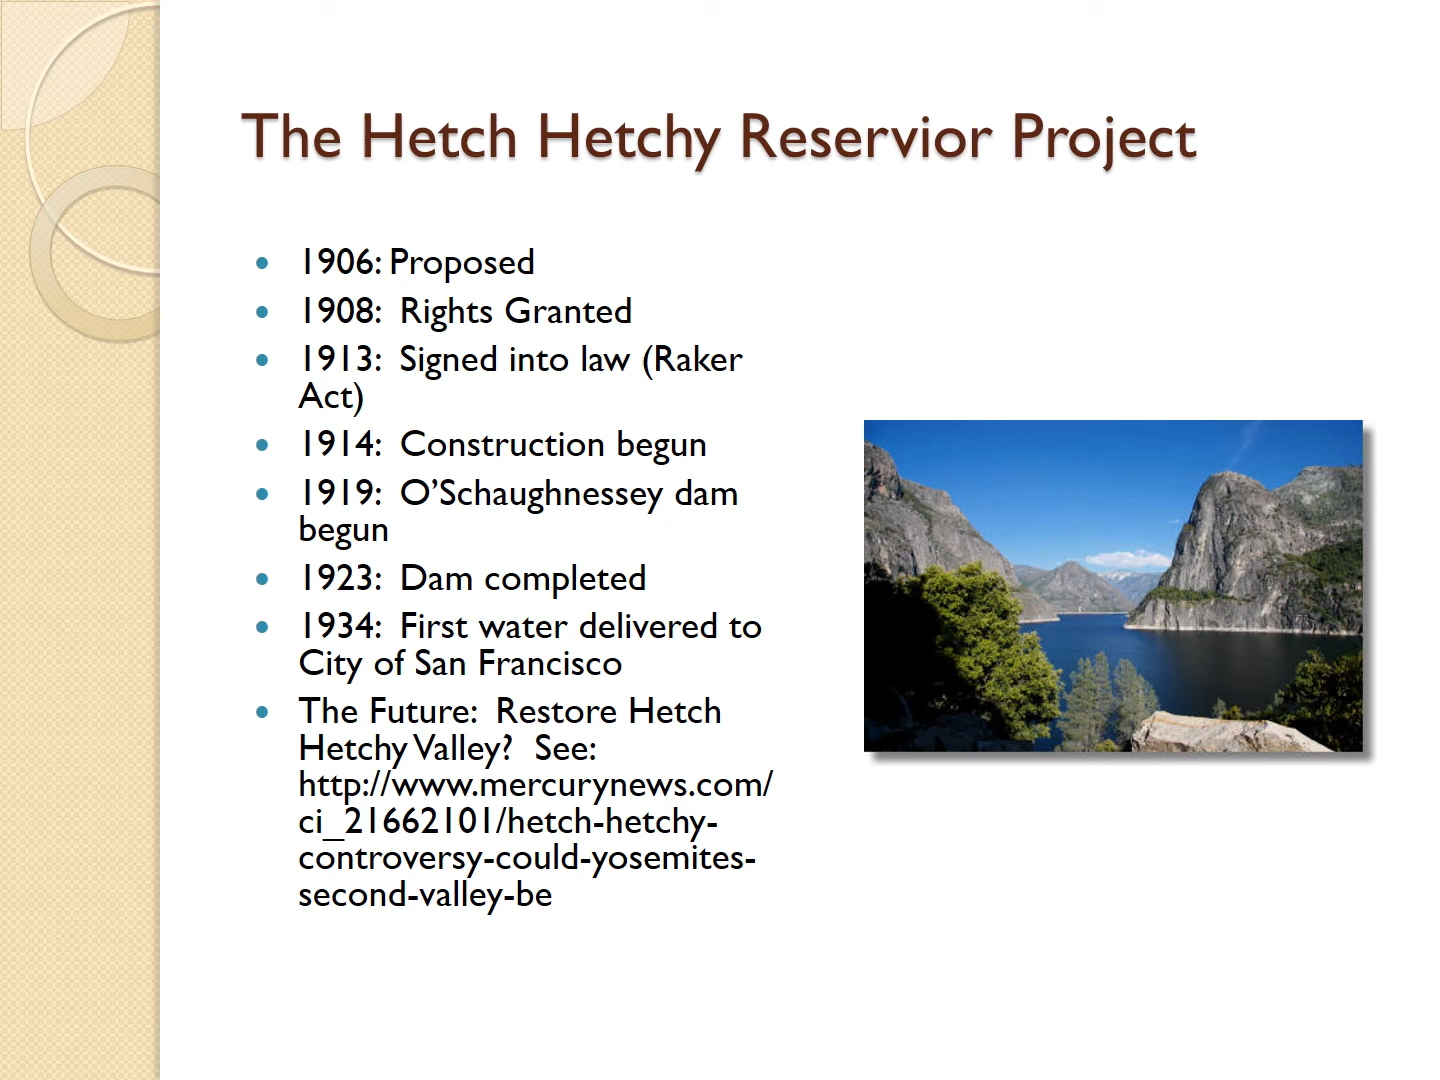 The Hetch Hetchy Reservior Project
• 1906: Proposed
• 1908: Rights Granted
• 1913: Signed into law (Raker
Act)
• 1914: Construction begun
• 1919: O’Schaughnessey dam
begun
• 1923: Dam completed
• 1934: First water delivered to
City of San Francisco
• The Future: Restore Hetch
Hetchy Valley? See:
http://www.mercurynews.com/
ci_21662101/hetch-hetchy-
controversy-could-yosemites-
second-valley-be